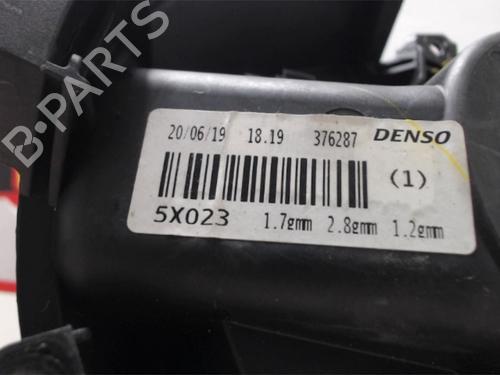 B-PARTS
20/06/19 18.19 376287 DENSO
(1)
5X023 1.7gmm 2.8gmm 1.2gmm